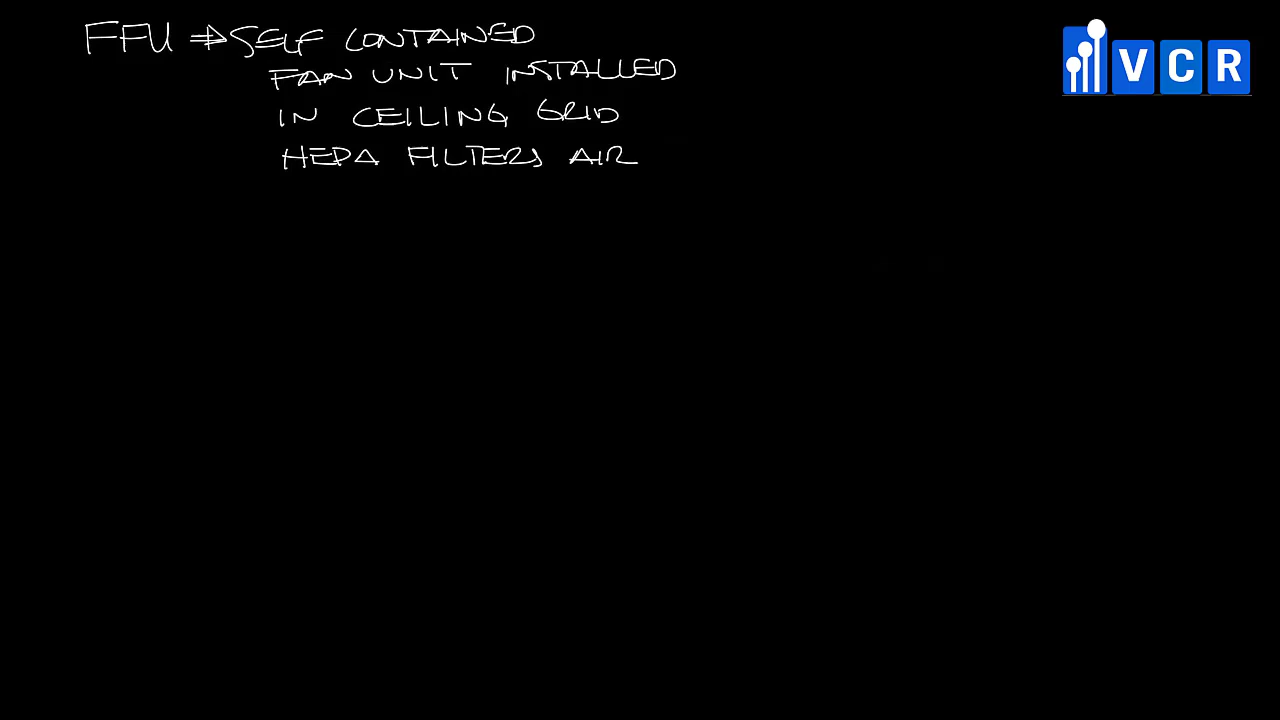 FFU ⇒ SELF CONTAINED
FAN UNIT INSTALLED
IN CEILING GRID
HEPA FILTERS AIR
VCR